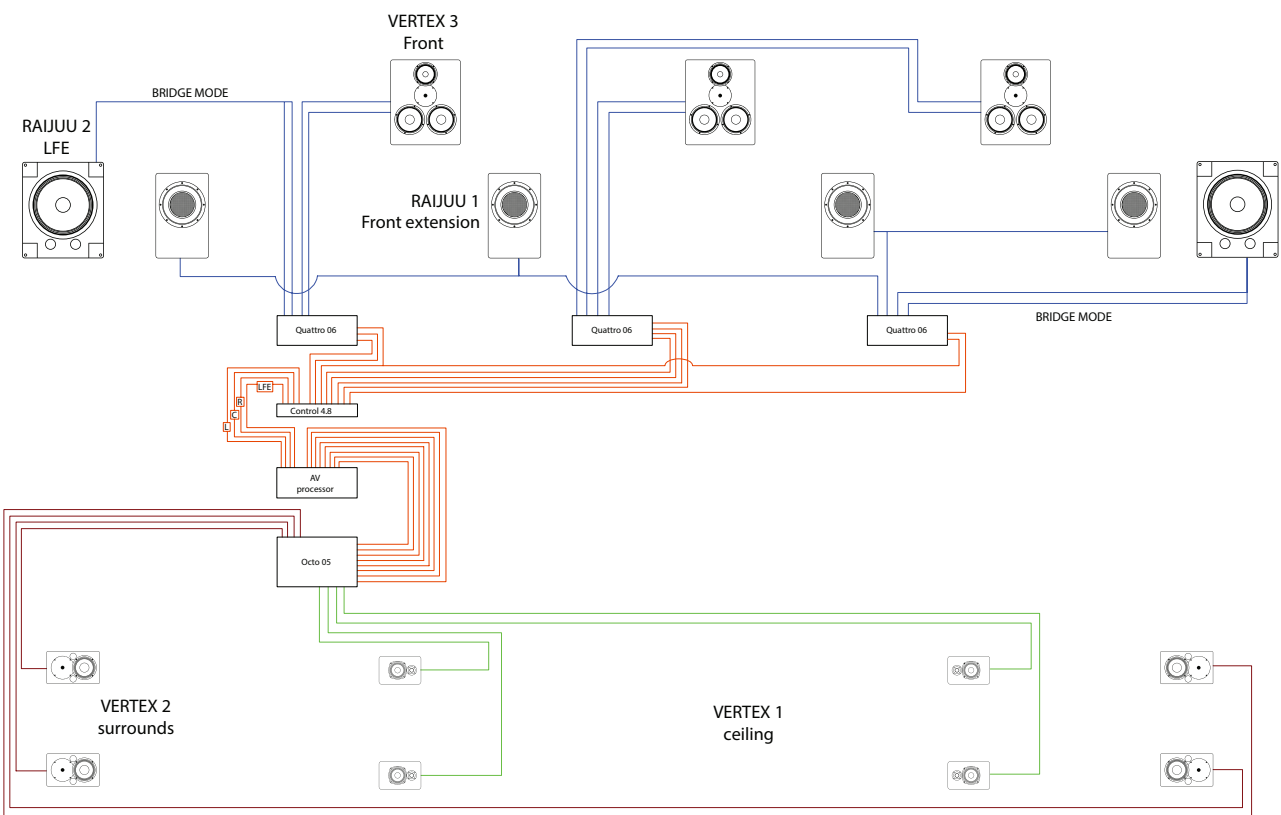 VERTEX 3
Front
BRIDGE MODE
RAIJUU 2
LFE
RAIJUU 1
Front extension
Quattro 06
Quattro 06
Quattro 06
BRIDGE MODE
LFE
R
C
L
Control 4.8
AV
processor
Octo 05
VERTEX 2
surrounds
VERTEX 1
ceiling